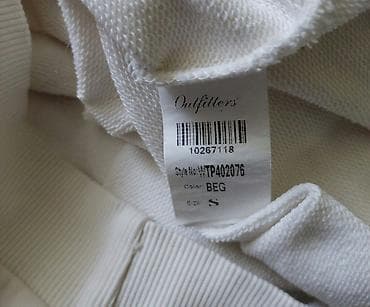 Outfitters
10267118
Style No: WTP402076
Color: BEG
Size: S